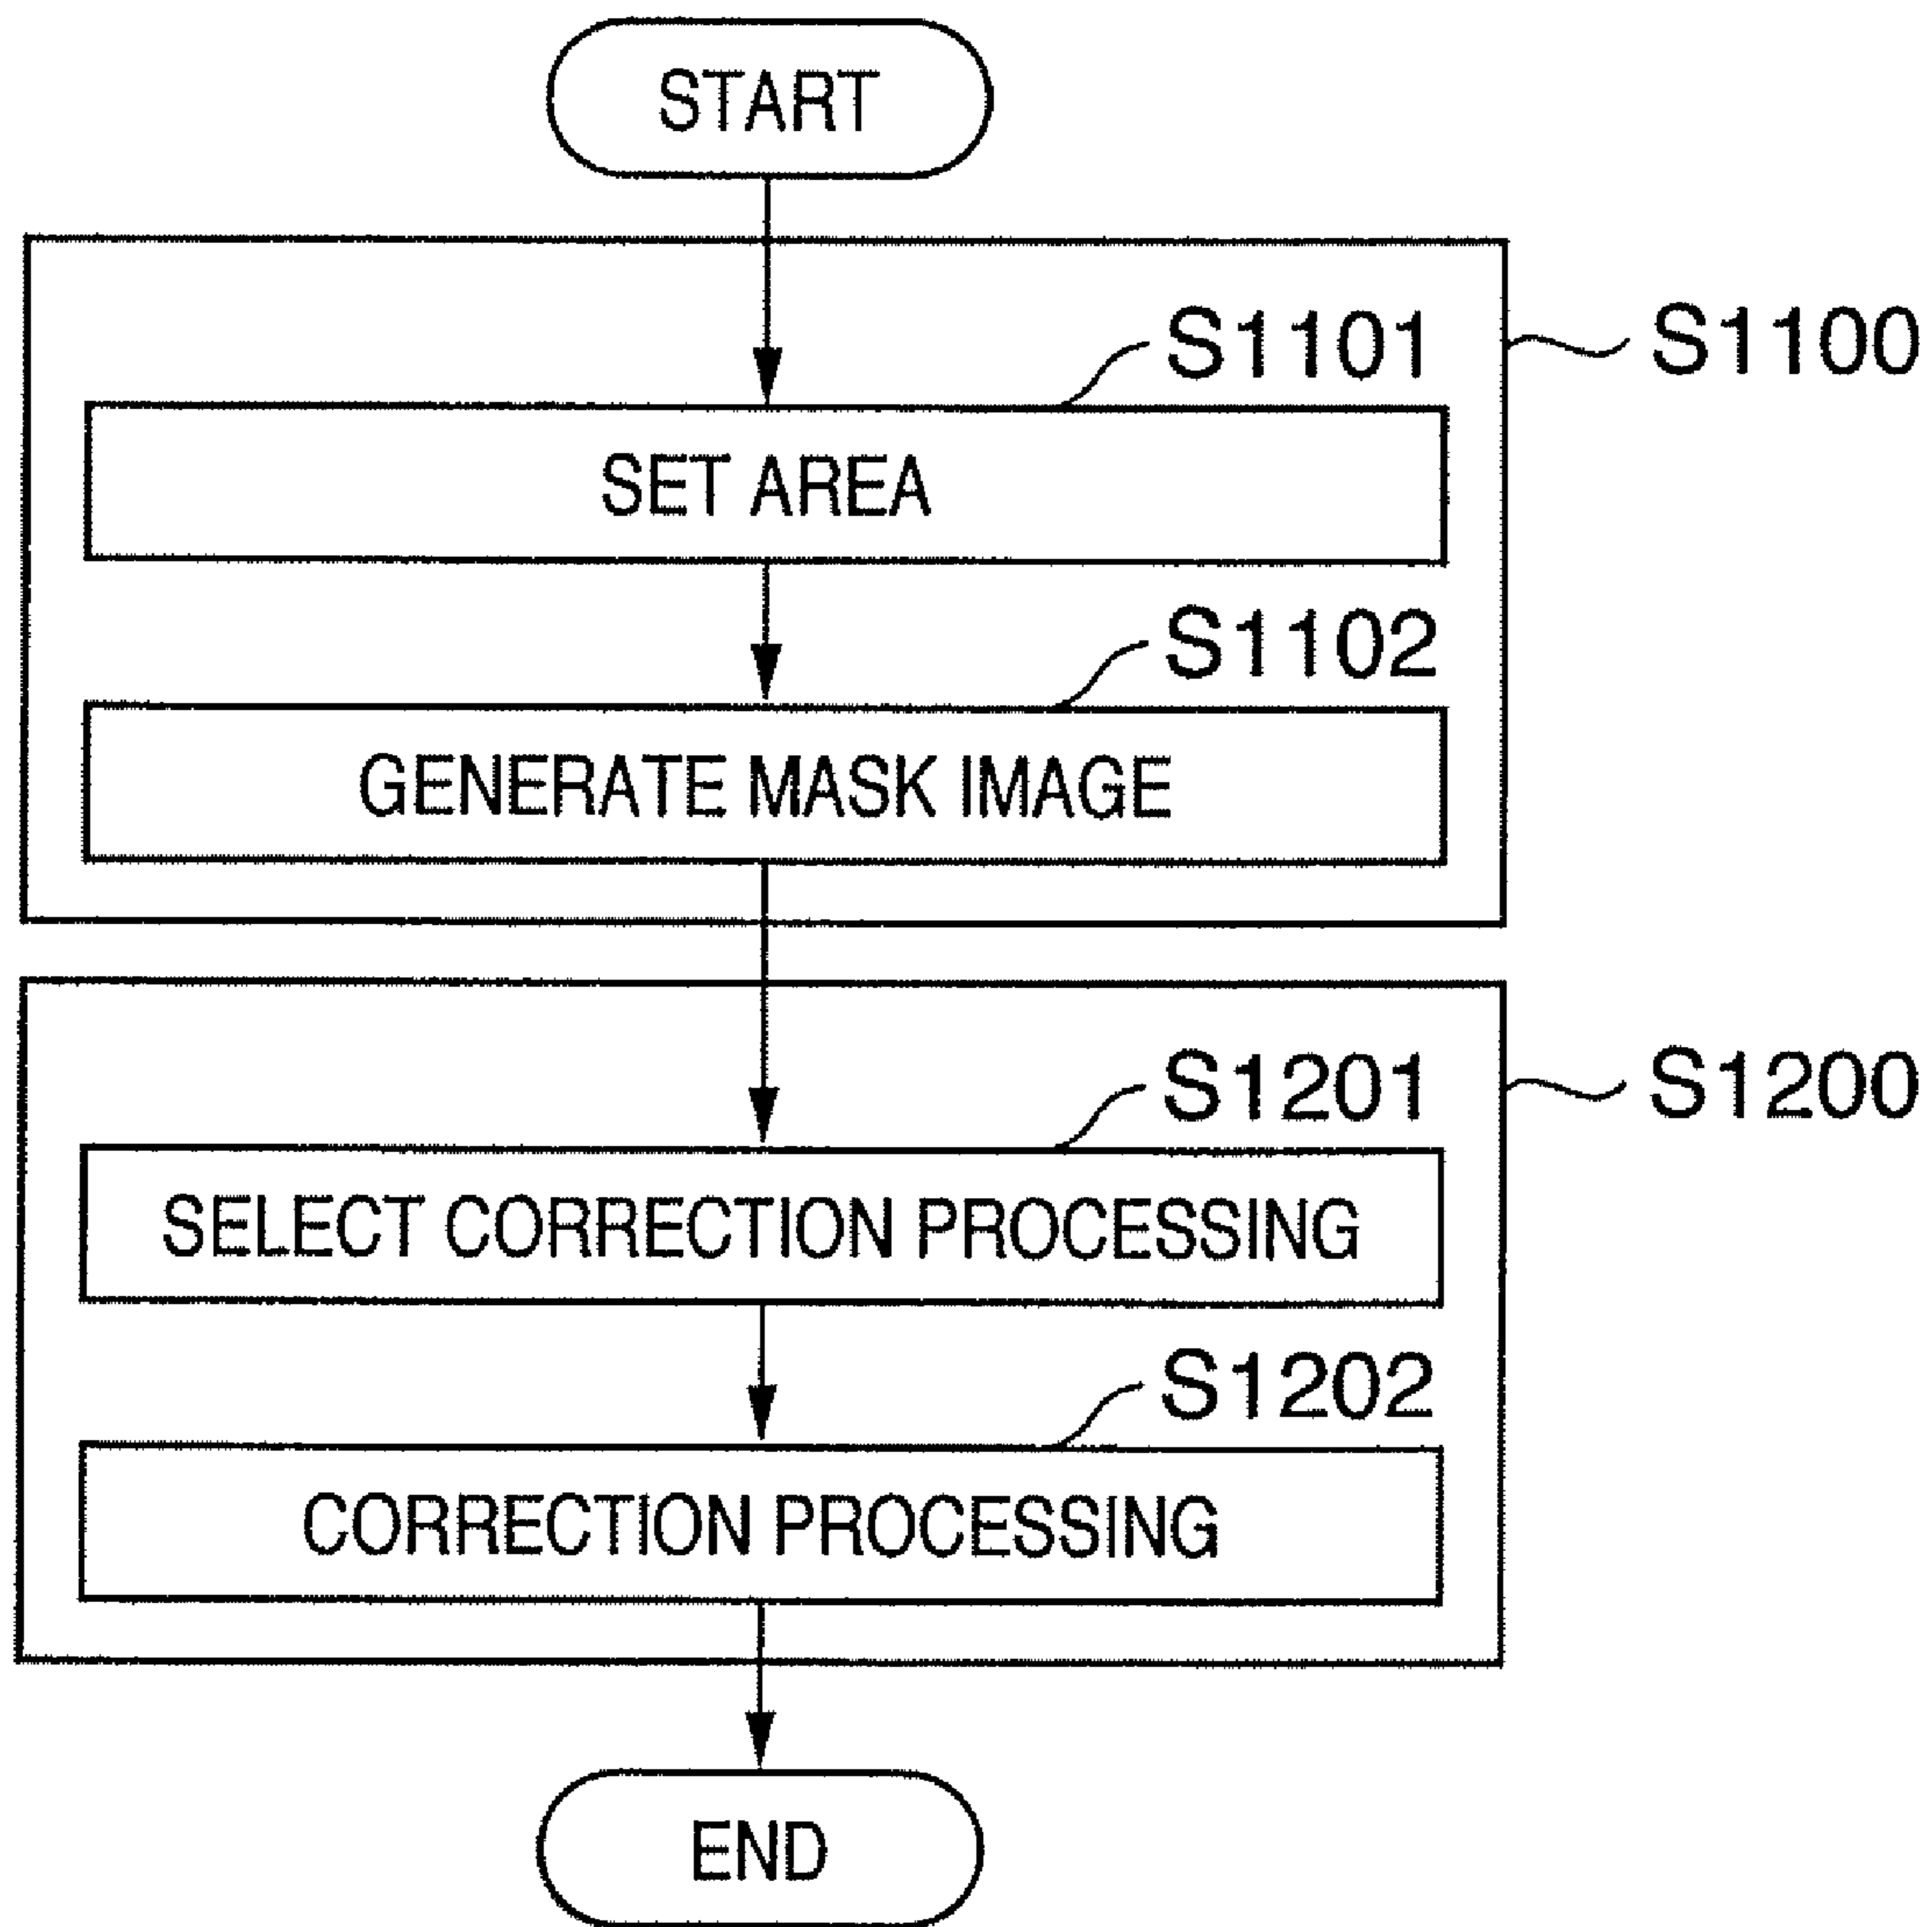 START
S1101
S1100
SET AREA
S1102
GENERATE MASK IMAGE
S1201
S1200
SELECT CORRECTION PROCESSING
S1202
CORRECTION PROCESSING
END